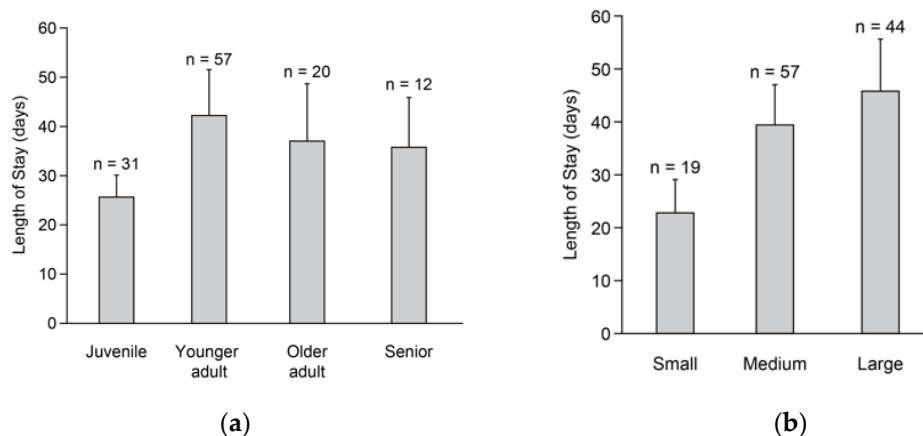 60
50
40
30
20
10
0
Length of Stay (days)
n = 31
n = 57
n = 20
n = 12
Juvenile
Younger
adult
Older
adult
Senior
(a)
60
50
40
30
20
10
0
Length of Stay (days)
n = 19
n = 57
n = 44
Small
Medium
Large
(b)